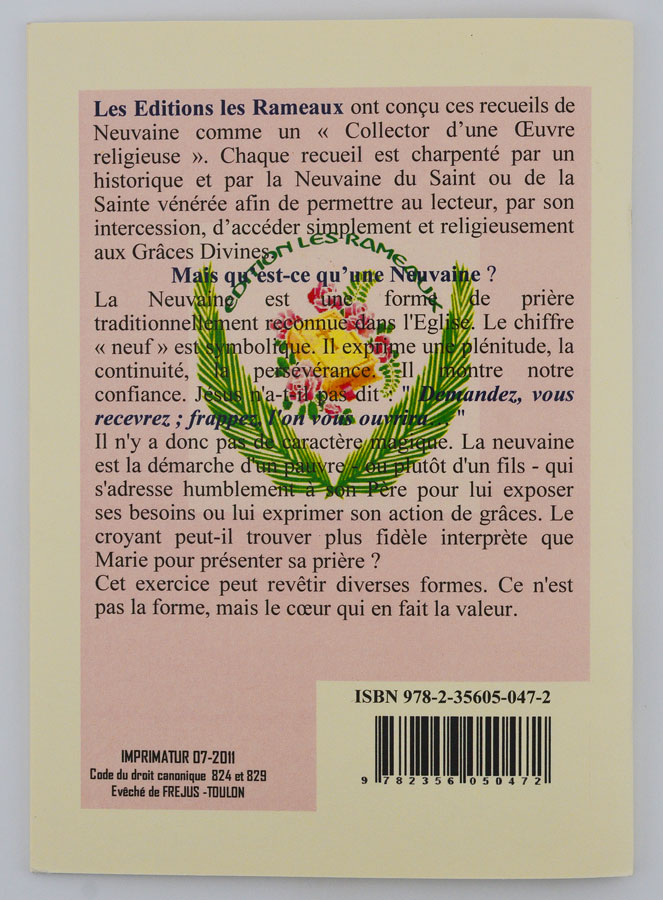 Les Editions les Rameaux ont conçu ces recueils de
Neuvaine comme un « Collector d'une Œuvre
religieuse ». Chaque recueil est charpenté par un
historique et par la Neuvaine du Saint ou de la
Sainte vénérée afin de permettre au lecteur, par son
intercession, d'accéder simplement et religieusement
aux Grâces Divines.
EDITION LES RAMEAUX
Mais qu'est-ce qu'une Neuvaine ?
La Neuvaine est une forme de prière
traditionnellement reconnue dans l'Eglise. Le chiffre
« neuf » est symbolique. Il exprime une plénitude, la
continuité, la persévérance. Il montre notre
confiance. Jésus n'a-t-il pas dit : " Demandez, vous
recevrez ; frappez, l'on vous ouvrira… "
Il n'y a donc pas de caractère magique. La neuvaine
est la démarche d'un pauvre - ou plutôt d'un fils - qui
s'adresse humblement à son Père pour lui exposer
ses besoins ou lui exprimer son action de grâces. Le
croyant peut-il trouver plus fidèle interprète que
Marie pour présenter sa prière ?
Cet exercice peut revêtir diverses formes. Ce n'est
pas la forme, mais le cœur qui en fait la valeur.
ISBN 978-2-35605-047-2
9 782356 050472
IMPRIMATUR 07-2011
Code du droit canonique 824 et 829
Evêché de FREJUS -TOULON